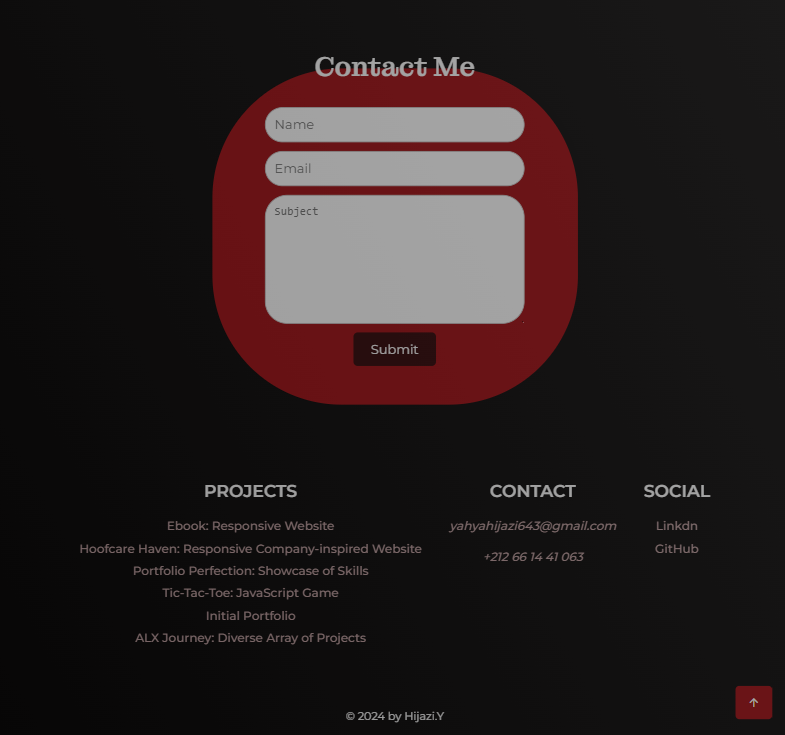 Contact Me
Name
Email
Subject
Submit
PROJECTS
Ebook: Responsive Website
Hoofcare Haven: Responsive Company-inspired Website
Portfolio Perfection: Showcase of Skills
Tic-Tac-Toe: JavaScript Game
Initial Portfolio
ALX Journey: Diverse Array of Projects
CONTACT
yahyahijazi643@gmail.com
+212 66 14 41 063
SOCIAL
Linkdn
GitHub
© 2024 by Hijazi.Y